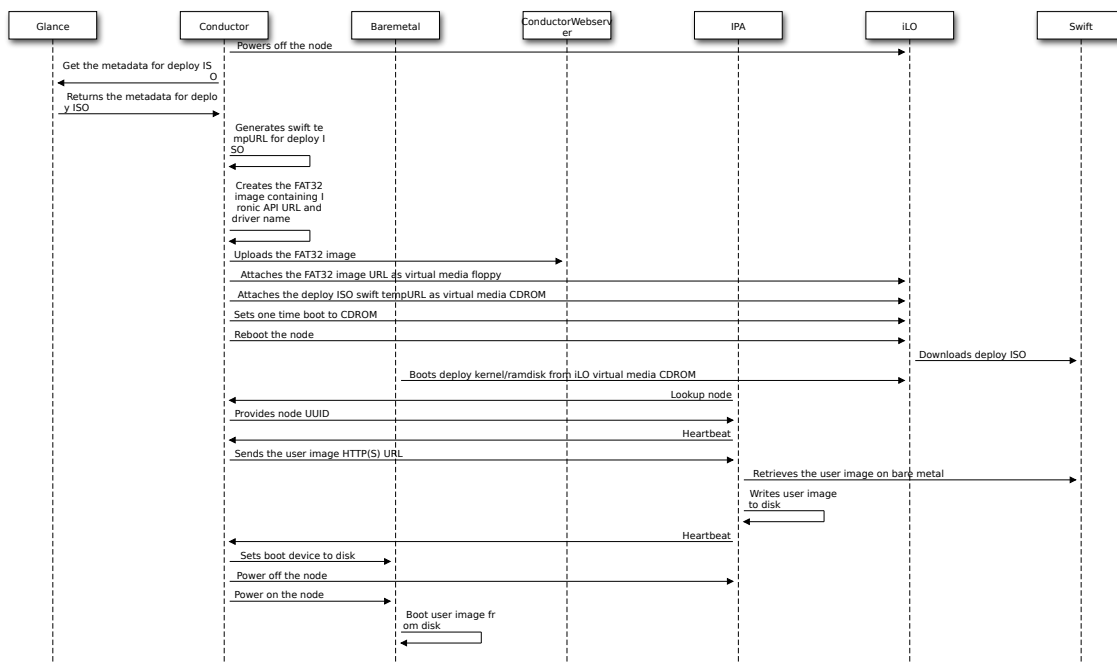 Glance
Conductor
Baremetal
ConductorWebserv
er
IPA
iLO
Swift
Powers off the node
Get the metadata for deploy IS
O
Returns the metadata for deplo
y ISO
Generates swift te
mpURL for deploy I
SO
Creates the FAT32
image containing I
ronic API URL and
driver name
Uploads the FAT32 image
Attaches the FAT32 image URL as virtual media floppy
Attaches the deploy ISO swift tempURL as virtual media CDROM
Sets one time boot to CDROM
Reboot the node
Downloads deploy ISO
Boots deploy kernel/ramdisk from iLO virtual media CDROM
Lookup node
Provides node UUID
Heartbeat
Sends the user image HTTP(S) URL
Retrieves the user image on bare metal
Writes user image
to disk
Heartbeat
Sets boot device to disk
Power off the node
Power on the node
Boot user image fr
om disk